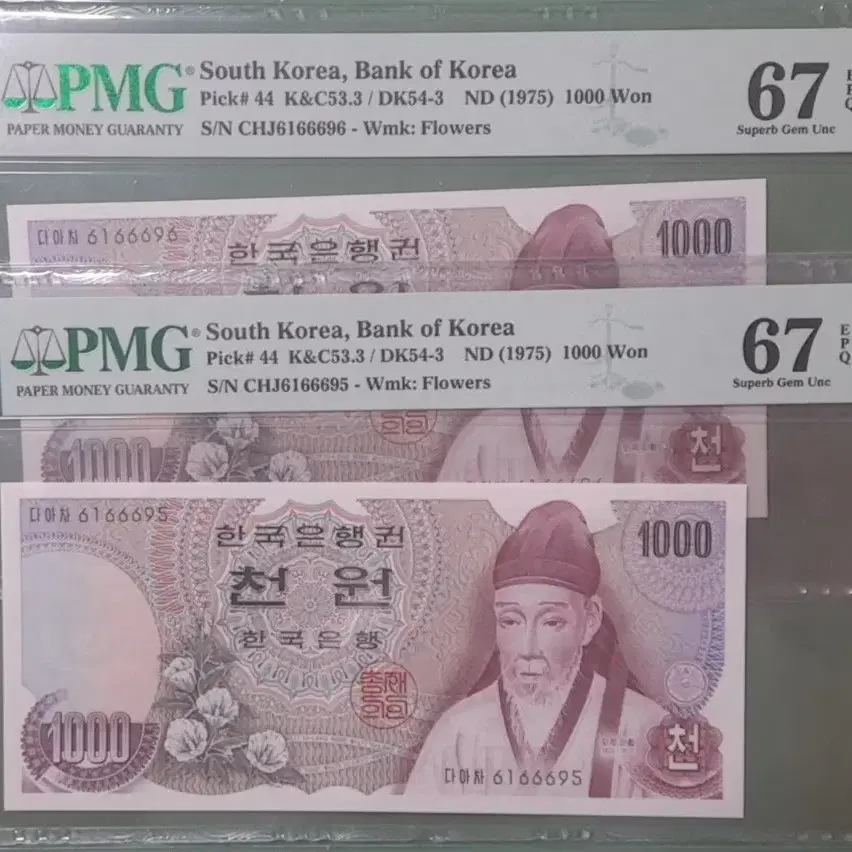 PMG®
PAPER MONEY GUARANTY
South Korea, Bank of Korea
Pick# 44 K&C53.3 / DK54-3 ND (1975) 1000 Won
S/N CHJ6166696 - Wmk: Flowers
67
Superb Gem Unc
다아차 6166696
한국은행권
1000
PMG®
PAPER MONEY GUARANTY
South Korea, Bank of Korea
Pick# 44 K&C53.3 / DK54-3 ND (1975) 1000 Won
S/N CHJ6166695 - Wmk: Flowers
67
Superb Gem Unc
E
P
Q
1000
천
다아차 6166695
한국은행권
1000
천 원
한국은행
1000
천
다아차 6166695